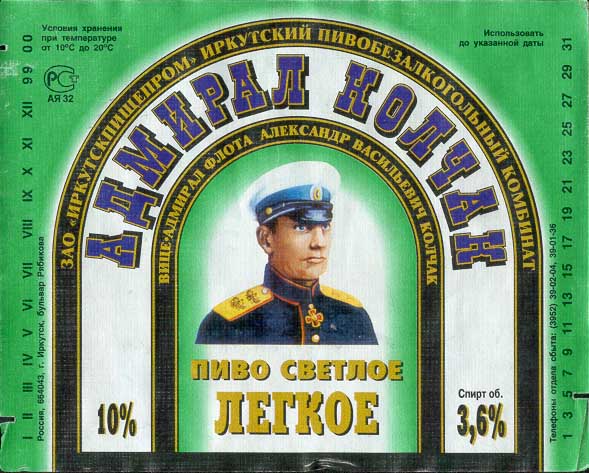 Условия хранения
при температуре
от 10°С до 20°С
Использовать
до указанной даты
РСТ
АЯ 32
ЗАО «ИРКУТСКПИЩЕПРОМ» ИРКУТСКИЙ ПИВОБЕЗАЛКОГОЛЬНЫЙ КОМБИНАТ
АДМИРАЛ КОЛЧАК
ВИЦЕ-АДМИРАЛ ФЛОТА АЛЕКСАНДР ВАСИЛЬЕВИЧ КОЛЧАК
I II III IV V VI VII VIII IX X XI XII 99 00
Россия, 664043, г. Иркутск, бульвар Рябикова
ПИВО СВЕТЛОЕ
ЛЕГКОЕ
10%
Спирт об.
3,6%
Телефоны отдела сбыта: (3952) 39-02-04, 39-01-36
1 3 5 7 9 11 13 15 17 19 21 23 25 27 29 31